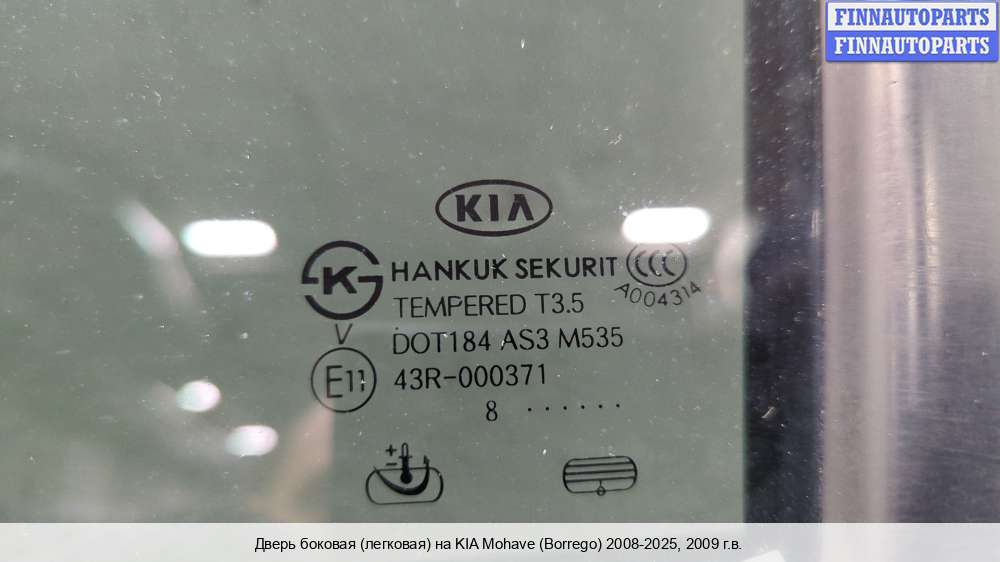 FINNAUTOPARTS
FINNAUTOPARTS
KIA
K
HANKUK SEKURIT
CCC
A004314
TEMPERED T3.5
V
DOT184 AS3 M535
E11
43R-000371
8 ......
+
-
Дверь боковая (легковая) на KIA Mohave (Borrego) 2008-2025, 2009 г.в.